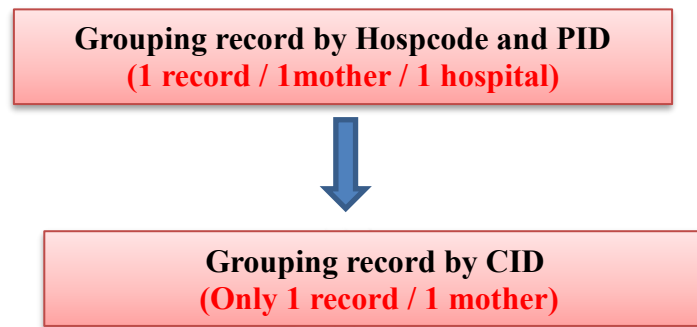 Grouping record by Hospcode and PID
(1 record / 1mother / 1 hospital)
Grouping record by CID
(Only 1 record / 1 mother)